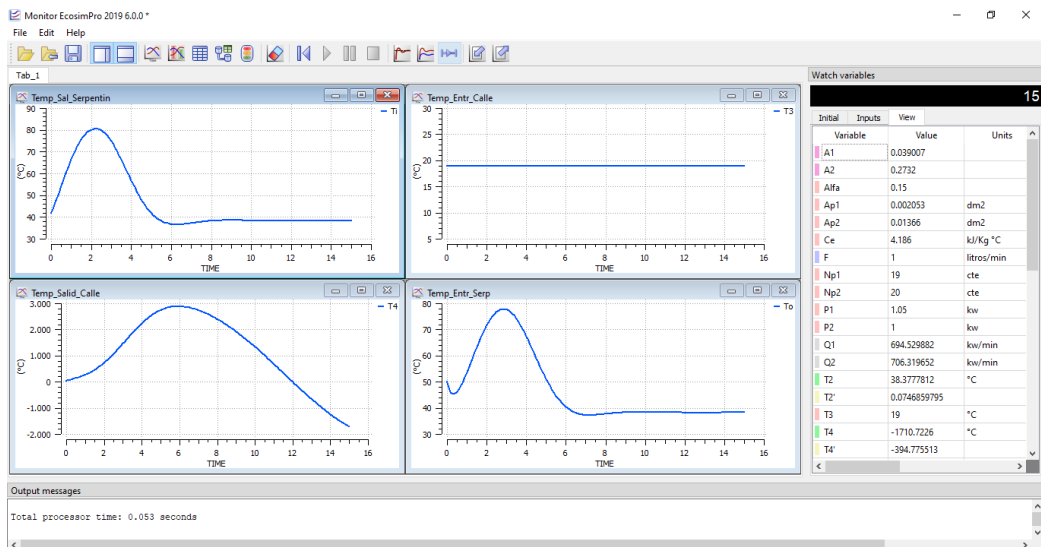 Monitor EcosimPro 2019 6.0.0 *
File Edit Help
Tab_1
Temp_Sal_Serpentin
90
80
70
60
50
40
30
(ºC)
0 2 4 6 8 10 12 14 16
TIME
Ti
Temp_Entr_Calle
30
25
20
15
10
5
(ºC)
0 2 4 6 8 10 12 14 16
TIME
T3
Temp_Salid_Calle
3.000
2.000
1.000
0
-1.000
-2.000
(ºC)
0 2 4 6 8 10 12 14 16
TIME
T4
Temp_Entr_Serp
80
70
60
50
40
30
(ºC)
0 2 4 6 8 10 12 14 16
TIME
To
Watch variables
15
Initial Inputs View
Variable Value Units
A1 0.039007
A2 0.2732
Alfa 0.15
Ap1 0.002053 dm2
Ap2 0.01366 dm2
Ce 4.186 kJ/Kg °C
F 1 litros/min
Np1 19 cte
Np2 20 cte
P1 1.05 kw
P2 1 kw
Q1 694.529882 kw/min
Q2 706.319652 kw/min
T2 38.3777812 °C
T2' 0.0746859795
T3 19 °C
T4 -1710.7226 °C
T4' -394.775513
Output messages
Total processor time: 0.053 seconds